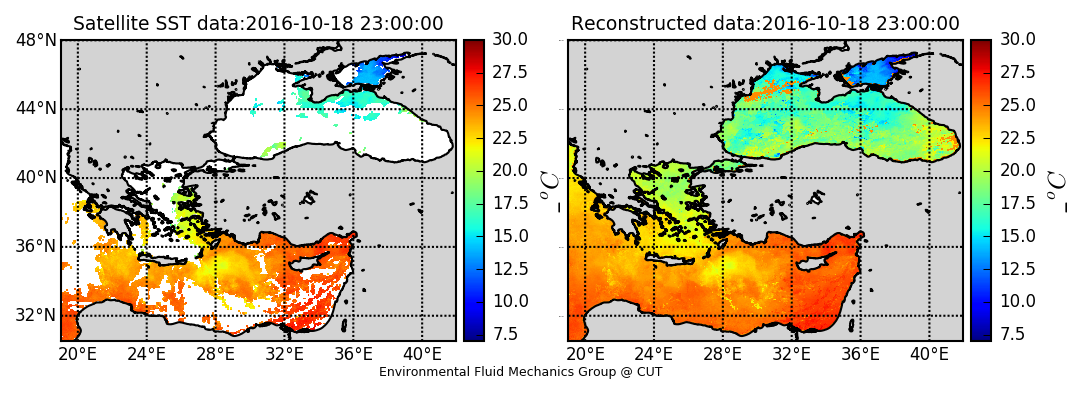 Satellite SST data:2016-10-18 23:00:00
Reconstructed data:2016-10-18 23:00:00
48°N
44°N
40°N
36°N
32°N
20°E 24°E 28°E 32°E 36°E 40°E
30.0
27.5
25.0
22.5
20.0
17.5
15.0
12.5
10.0
7.5
_°C
20°E 24°E 28°E 32°E 36°E 40°E
30.0
27.5
25.0
22.5
20.0
17.5
15.0
12.5
10.0
7.5
_°C
Environmental Fluid Mechanics Group @ CUT